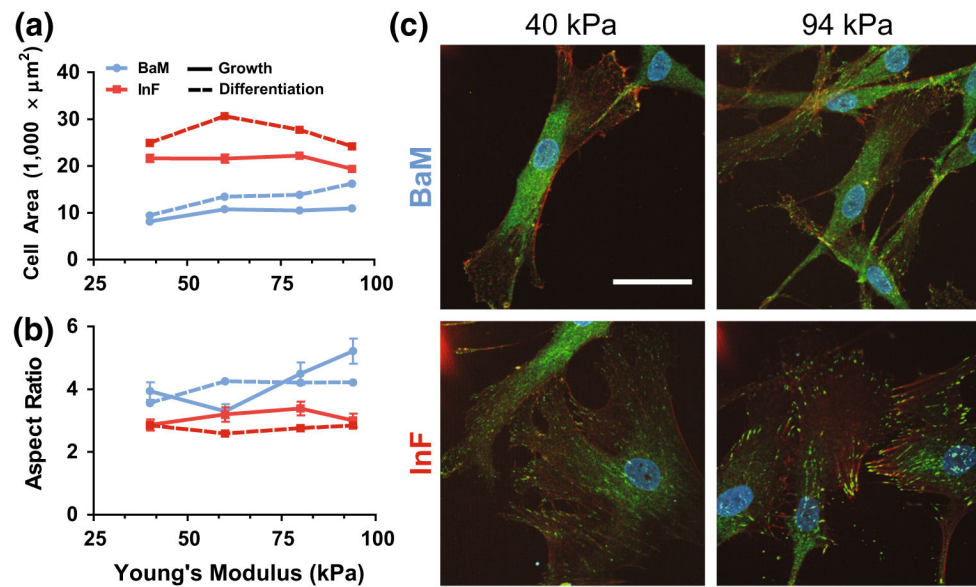 (a)
BaM
InF
Growth
Differentiation
Cell Area (1,000 × μm²)
40
30
20
10
0
25
50
75
100
(b)
Aspect Ratio
6
4
2
0
25
50
75
100
Young's Modulus (kPa)
(c)
40 kPa
94 kPa
BaM
InF